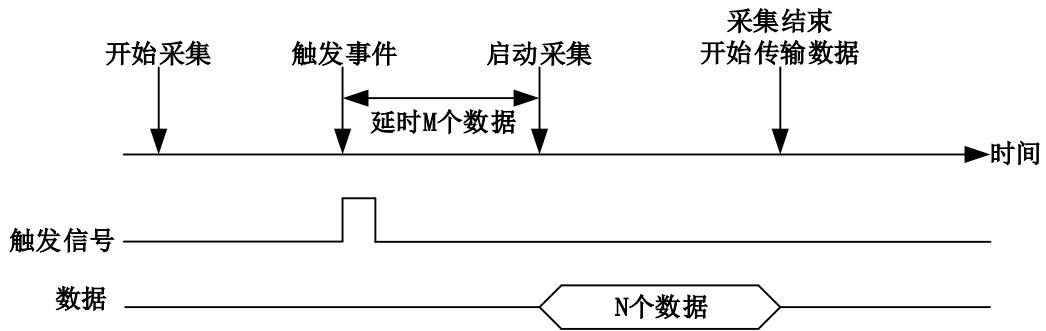 采集结束
开始采集 触发事件 启动采集 开始传输数据
延时M个数据
时间
触发信号
数据 N个数据